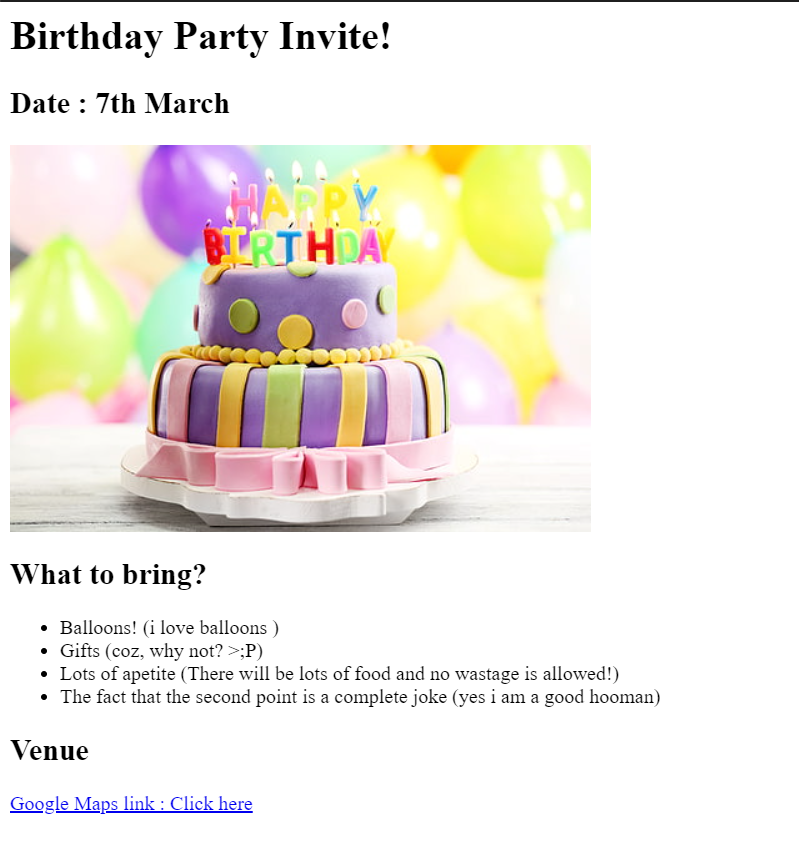 Birthday Party Invite!
Date : 7th March
HAPPY
BIRTHDAY
What to bring?
Balloons! (i love balloons )
Gifts (coz, why not? >;P)
Lots of apetite (There will be lots of food and no wastage is allowed!)
The fact that the second point is a complete joke (yes i am a good hooman)
Venue
Google Maps link : Click here